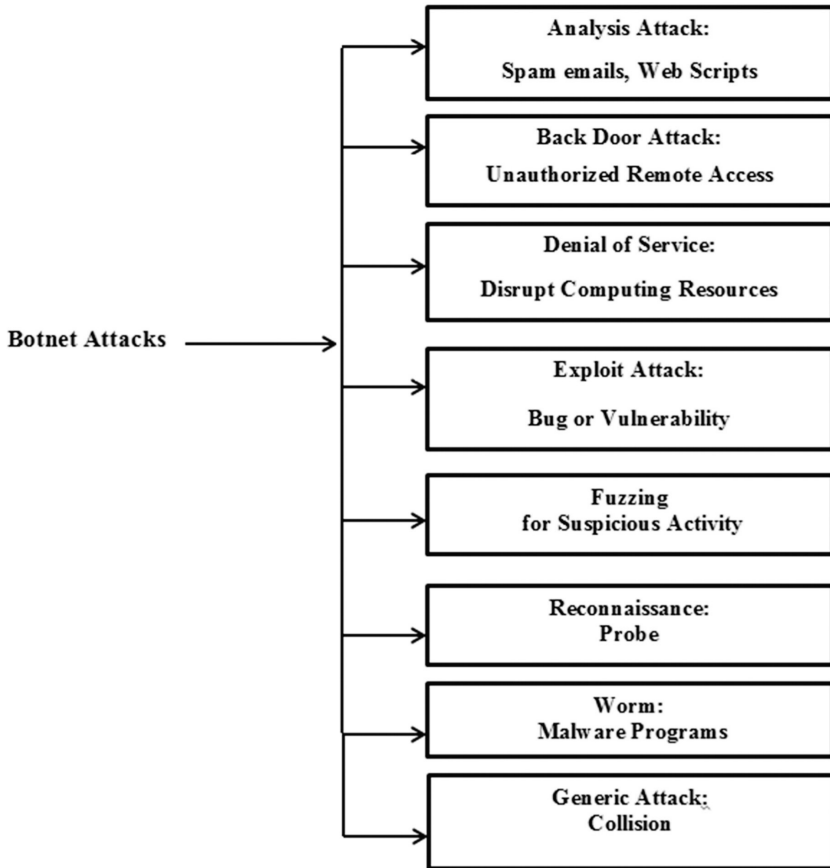 Analysis Attack:
Spam emails, Web Scripts
Back Door Attack:
Unauthorized Remote Access
Denial of Service:
Disrupt Computing Resources
Botnet Attacks
Exploit Attack:
Bug or Vulnerability
Fuzzing
for Suspicious Activity
Reconnaissance:
Probe
Worm:
Malware Programs
Generic Attack:
Collision